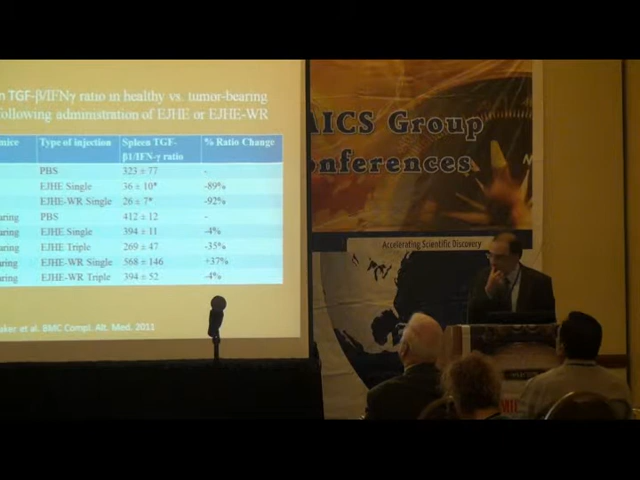 n TGF-β/IFNγ ratio in healthy vs. tumor-bearing
following administration of EJHE or EJHE-WR
mice Type of injection Spleen TGF-β1/IFN-γ ratio % Ratio Change
PBS 323 ± 77 -
EJHE Single 36 ± 10* -89%
EJHE-WR Single 26 ± 7* -92%
aring PBS 412 ± 12 -
aring EJHE Single 394 ± 11 -4%
aring EJHE Triple 269 ± 47 -35%
aring EJHE-WR Single 568 ± 146 +37%
aring EJHE-WR Triple 394 ± 52 -4%
aker et al. BMC Compl. Alt. Med. 2011
AICS Group
onferences
Accelerating Scientific Discovery